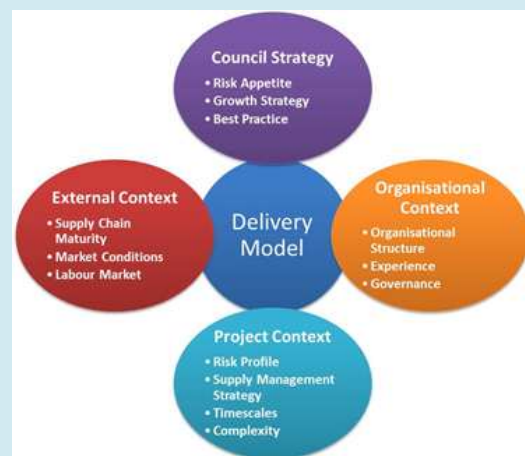 Council Strategy
• Risk Appetite
• Growth Strategy
• Best Practice
External Context
• Supply Chain
Maturity
• Market Conditions
• Labour Market
Delivery
Model
Organisational
Context
• Organisational
Structure
• Experience
• Governance
Project Context
• Risk Profile
• Supply Management
Strategy
• Timescales
• Complexity